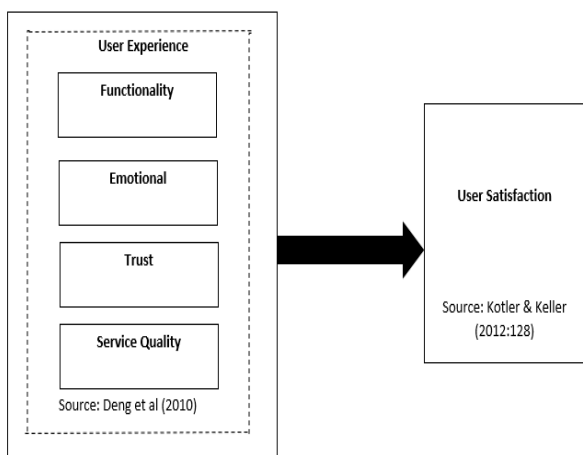 User Experience
Functionality
Emotional
Trust
Service Quality
Source: Deng et al (2010)
User Satisfaction
Source: Kotler & Keller
(2012:128)